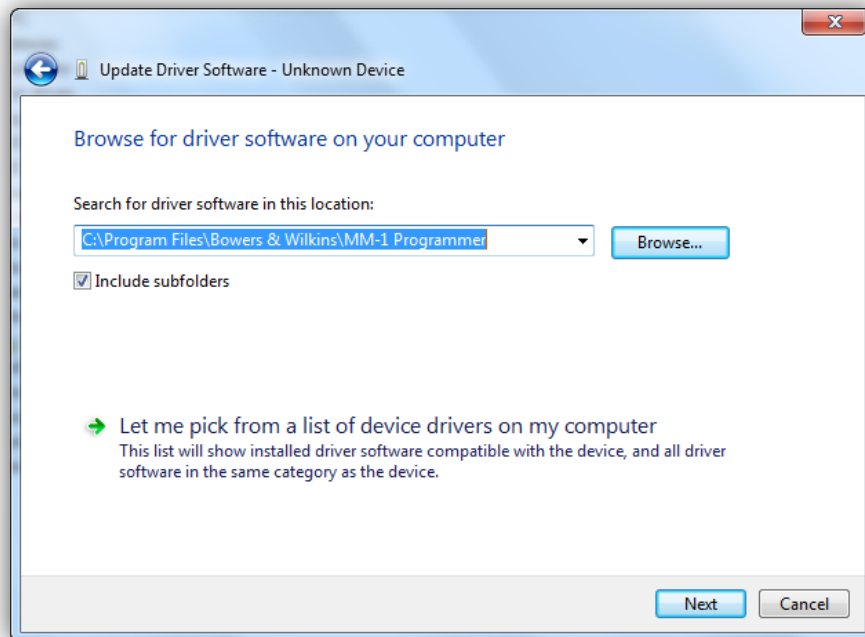 Update Driver Software - Unknown Device
Browse for driver software on your computer
Search for driver software in this location:
C:\Program Files\Bowers & Wilkins\MM-1 Programmer
Browse...
Include subfolders
Let me pick from a list of device drivers on my computer
This list will show installed driver software compatible with the device, and all driver
software in the same category as the device.
Next
Cancel